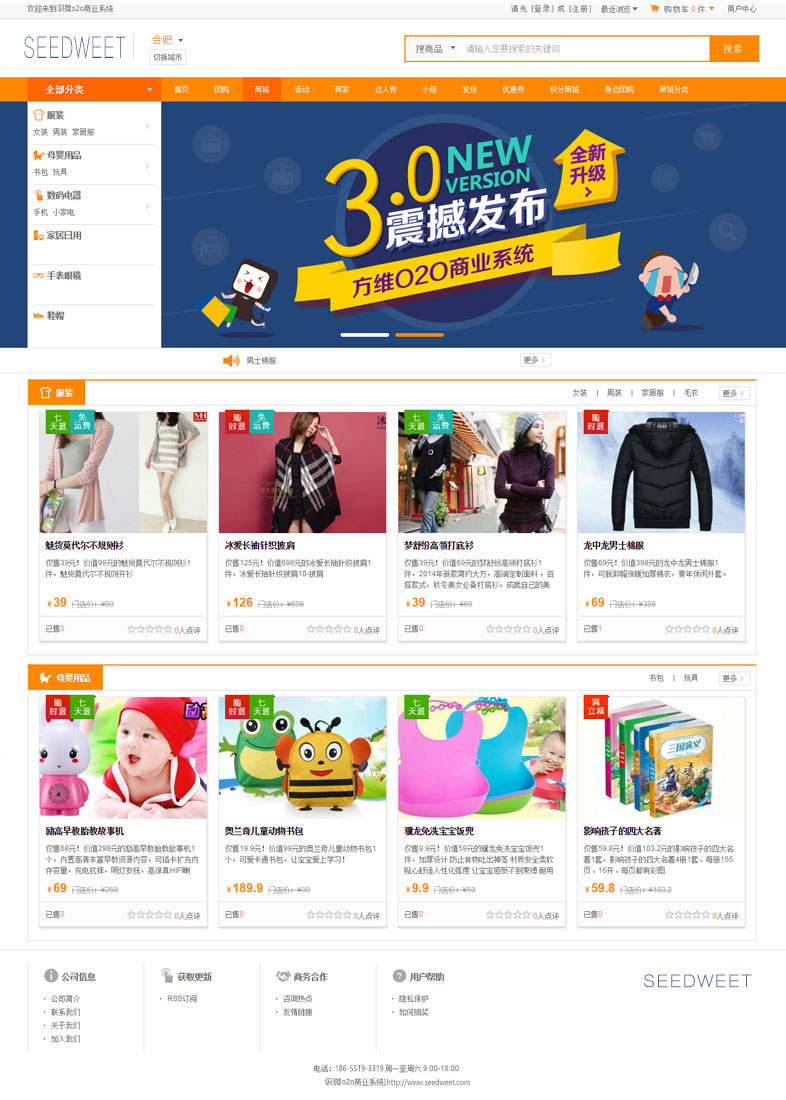 欢迎来到识微o2o商业系统
请先 [登录] 或 [注册] 最近浏览 购物车 0 件 商户中心
SEEDWEET
合肥
切换城市
搜商品 请输入您要搜索的关键词 搜索
全部分类 首页 团购 商城 活动 商家 达人秀 小组 发现 优惠券 积分商城 身边团购 商城分类
服装
女装 男装 家居服
母婴用品
书包 玩具
数码电器
手机 小家电
家居日用
手表眼镜
鞋帽
3.0 NEW VERSION
震撼发布
全新升级
方维O2O商业系统
男士棉服 更多
服装 女装 | 男装 | 家居服 | 毛衣 更多
七天退 免运费
随时退 免运费
七天退 免运费
随时退
魅货莫代尔不规则衫
仅售39元！价值99元的魅货莫代尔不规则衫1件，魅货莫代尔不规则开衫
¥39 门店价：¥99
已售0 0人点评
冰爱长袖针织披肩
仅售125元！价值698元的冰爱长袖针织披肩1件，冰爱长袖针织披肩10-披肩
¥126 门店价：¥698
已售0 0人点评
梦舒纷高领打底衫
仅售39元！价值69元的梦舒纷高领打底衫1件，2014年新款简约大方，高端定制面料，百搭款式，秋冬美女必备打底衫，成就自己的美
¥39 门店价：¥69
已售0 0人点评
龙中龙男士棉服
仅售69元！价值398元的龙中龙男士棉服1件，可脱卸帽保暖加厚棉衣，青年休闲外套。
¥69 门店价：¥398
已售1 0人点评
母婴用品 书包 | 玩具 更多
随时退 七天退
随时退 七天退
七天退
满立减
励高早教胎教故事机
仅售68元！价值298元的励高早教胎教故事机1个，内置高清丰富早教资源内容，可插卡扩充内存容量，充电抗摔，明灯安抚，高保真HIFI喇
¥69 门店价：¥268
已售0 0人点评
奥兰奇儿童动物书包
仅售19.9元！价值99元的奥兰奇儿童动物书包1个，可爱卡通书包，让宝宝爱上学习！
¥189.9 门店价：¥99
已售0 0人点评
骥龙免洗宝宝饭兜
仅售9.9元！价值59元的骥龙免洗宝宝饭兜1件，加厚设计 防止食物吐出掉落 材质安全柔软 贴心舒适人性化弧度 让宝宝感受不到束缚 耐用
¥9.9 门店价：¥59
已售0 0人点评
三国演义
影响孩子的四大名著
仅售59.8元！价值103.2元的影响孩子的四大名著1套，影响孩子的四大名著4册1套、每册155页、16开、每页都有彩图
¥59.8 门店价：¥103.2
已售0 0人点评
公司信息
· 公司简介
· 联系我们
· 关于我们
· 加入我们
获取更新
· RSS订阅
商务合作
· 咨询热点
· 友情链接
用户帮助
· 隐私保护
· 如何抽奖
SEEDWEET
电话：186-5519-3319 周一至周六 9:00-18:00
[识微o2o商业系统]http://www.seedweet.com